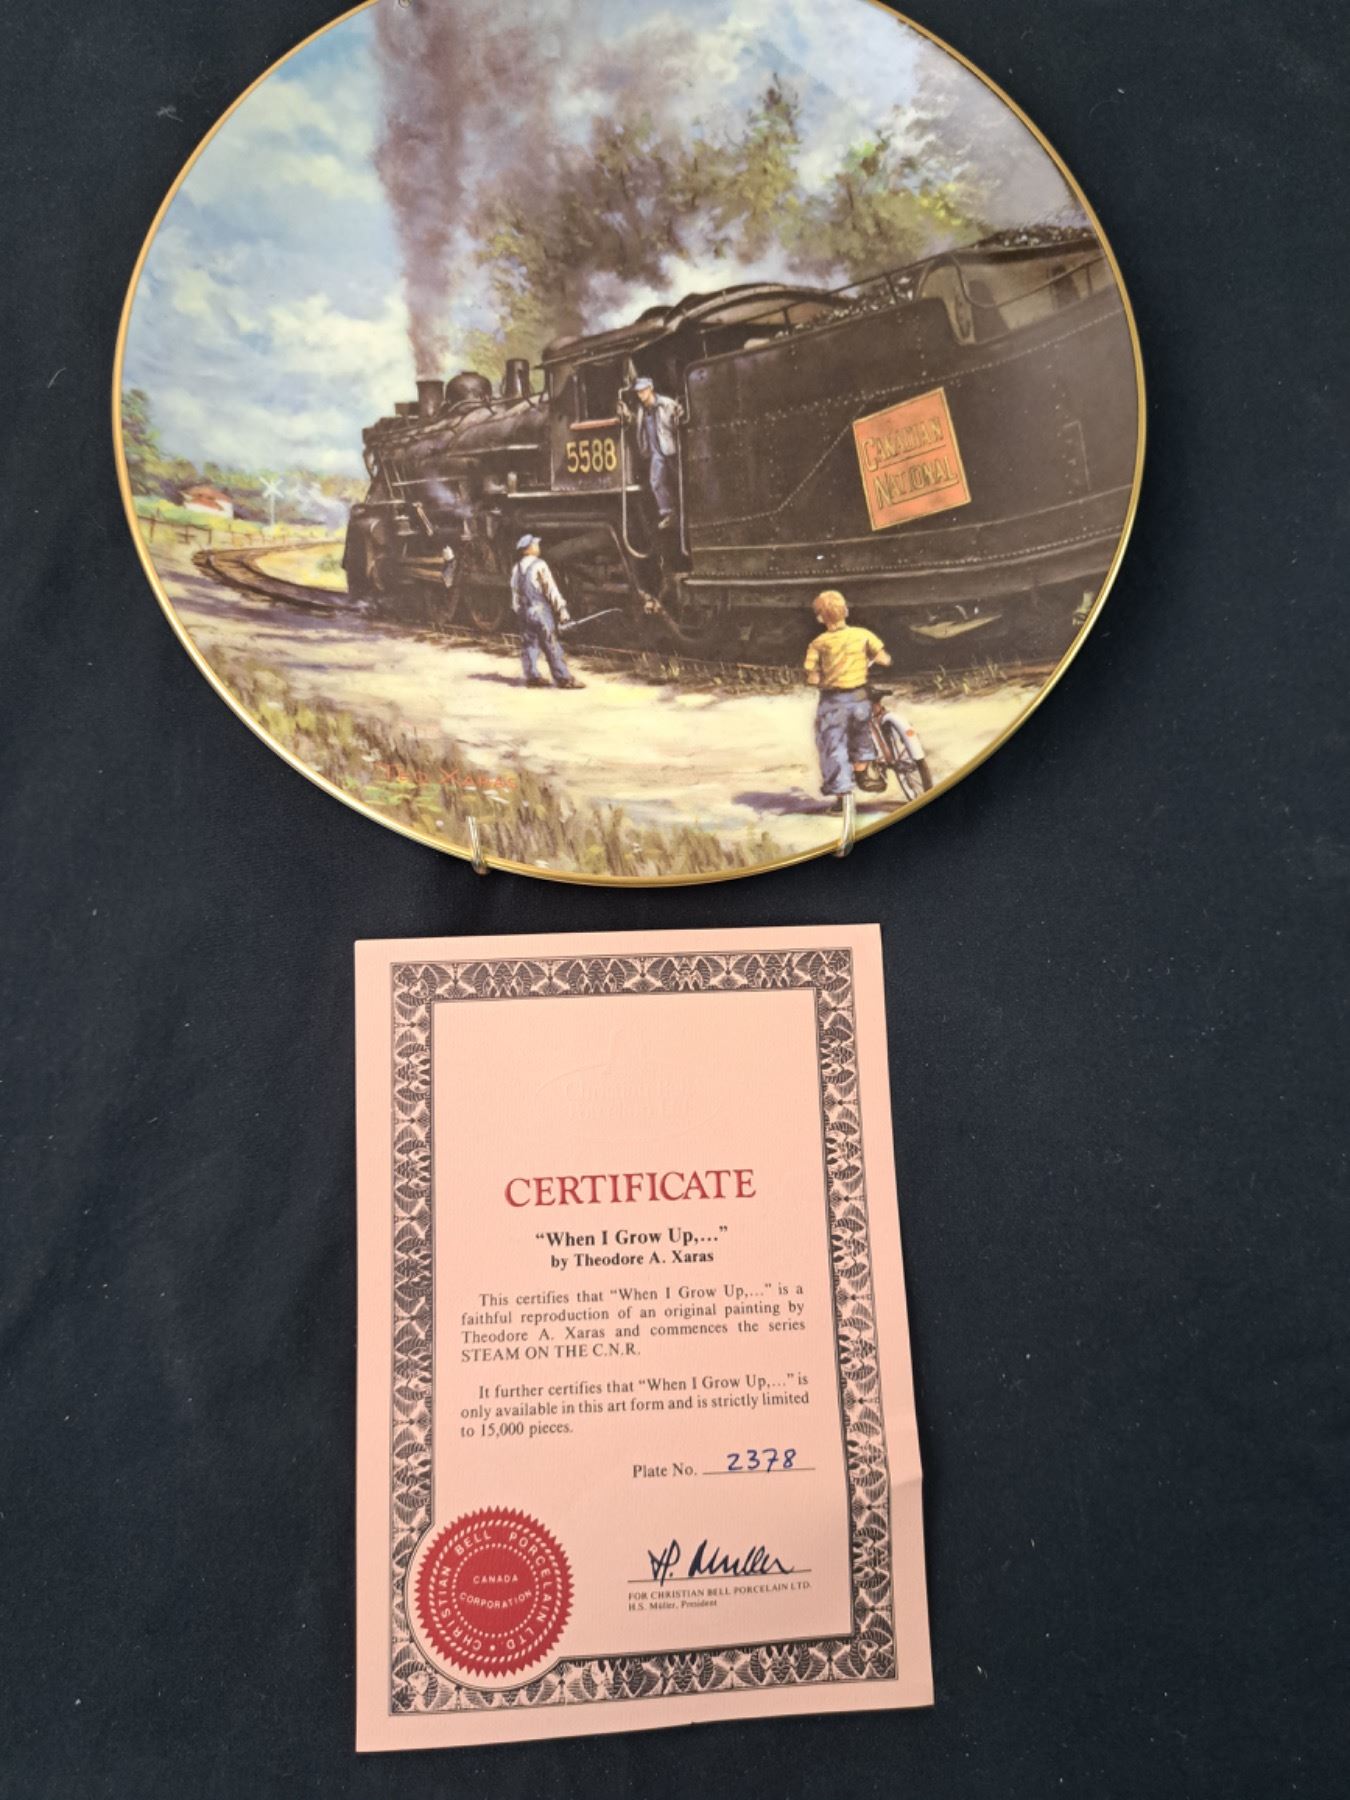 5588
CANADIAN
NATIONAL
TED XARAS
CERTIFICATE
“When I Grow Up,...”
by Theodore A. Xaras
This certifies that “When I Grow Up,...” is a
faithful reproduction of an original painting by
Theodore A. Xaras and commences the series
STEAM ON THE C.N.R.
It further certifies that “When I Grow Up,...” is
only available in this art form and is strictly limited
to 15,000 pieces.
Plate No. 2378
CHRISTIAN BELL PORCELAIN LTD.
CANADA
CORPORATION
H. Müller
FOR CHRISTIAN BELL PORCELAIN LTD.
H.S. Müller, President